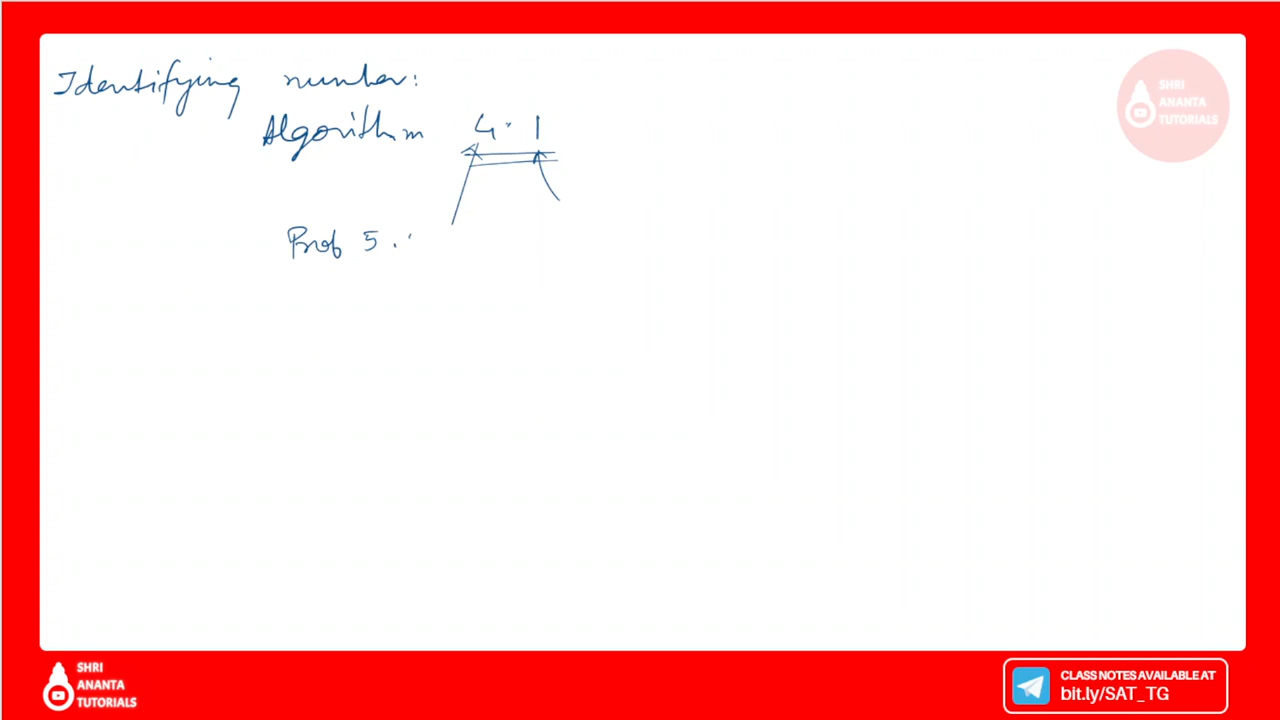 Identifying number:
Algorithm 4.1
Prob 5.
SHRI
ANANTA
TUTORIALS
SHRI
ANANTA
TUTORIALS
CLASS NOTES AVAILABLE AT
bit.ly/SAT_TG